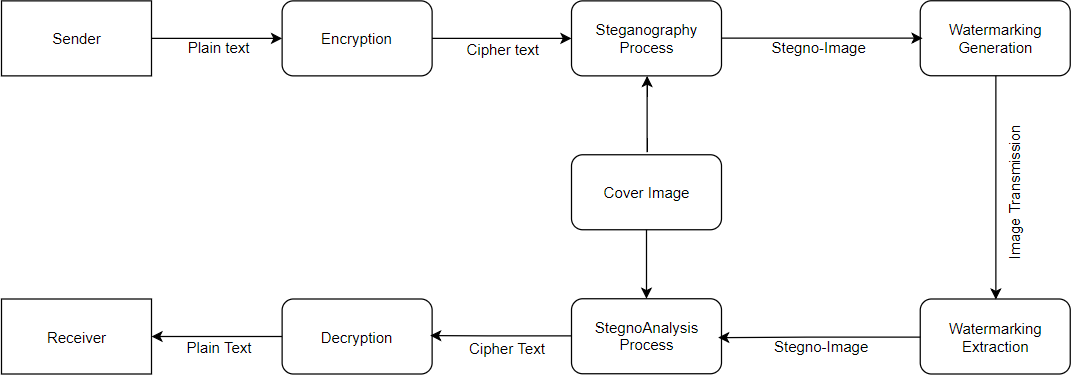 Sender
Plain text
Encryption
Cipher text
Steganography
Process
Stegno-Image
Watermarking
Generation
Image Transmission
Cover Image
Receiver
Plain Text
Decryption
Cipher Text
StegnoAnalysis
Process
Stegno-Image
Watermarking
Extraction